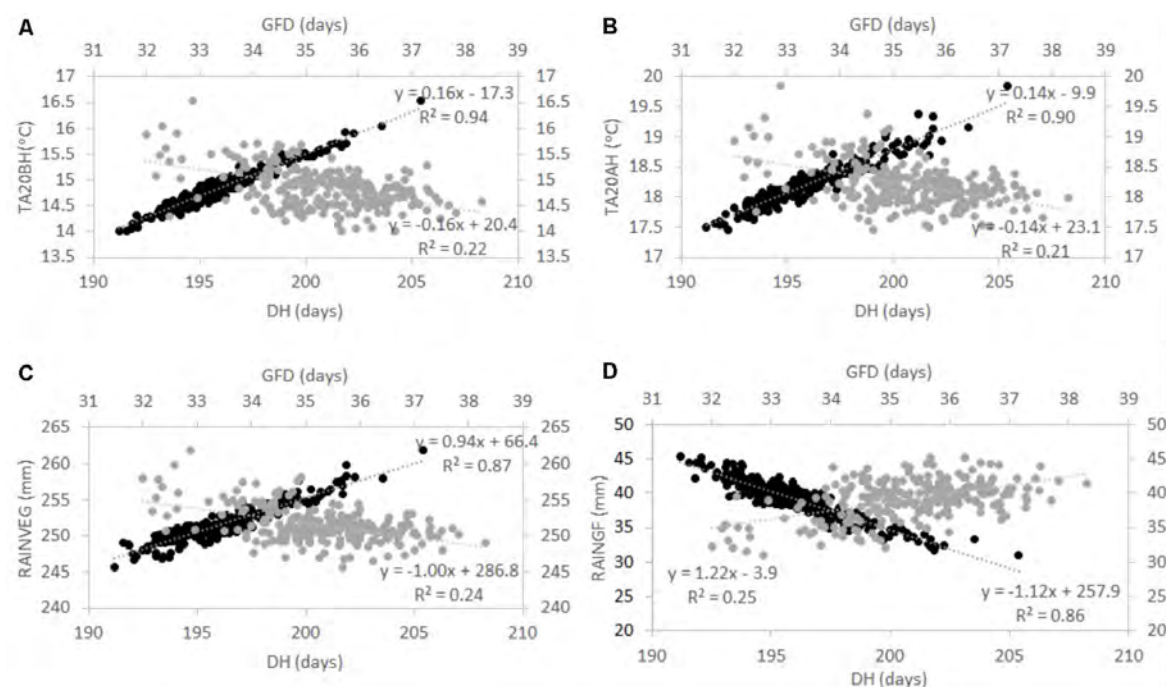 A
GFD (days)
31 32 33 34 35 36 37 38 39
TA20BH(°C)
17
16.5
16
15.5
15
14.5
14
13.5
17
16.5
16
15.5
15
14.5
14
13.5
y = 0.16x - 17.3
R² = 0.94
y = -0.16x + 20.4
R² = 0.22
190 195 200 205 210
DH (days)
B
GFD (days)
31 32 33 34 35 36 37 38 39
TA20AH (°C)
20
19.5
19
18.5
18
17.5
17
20
19.5
19
18.5
18
17.5
17
y = 0.14x - 9.9
R² = 0.90
y = -0.14x + 23.1
R² = 0.21
190 195 200 205 210
DH (days)
C
GFD (days)
31 32 33 34 35 36 37 38 39
RAINVEG (mm)
265
260
255
250
245
240
265
260
255
250
245
240
y = 0.94x + 66.4
R² = 0.87
y = -1.00x + 286.8
R² = 0.24
190 195 200 205 210
DH (days)
D
GFD (days)
31 32 33 34 35 36 37 38 39
RAINGF (mm)
50
45
40
35
30
25
20
50
45
40
35
30
25
20
y = 1.22x - 3.9
R² = 0.25
y = -1.12x + 257.9
R² = 0.86
190 195 200 205 210
DH (days)